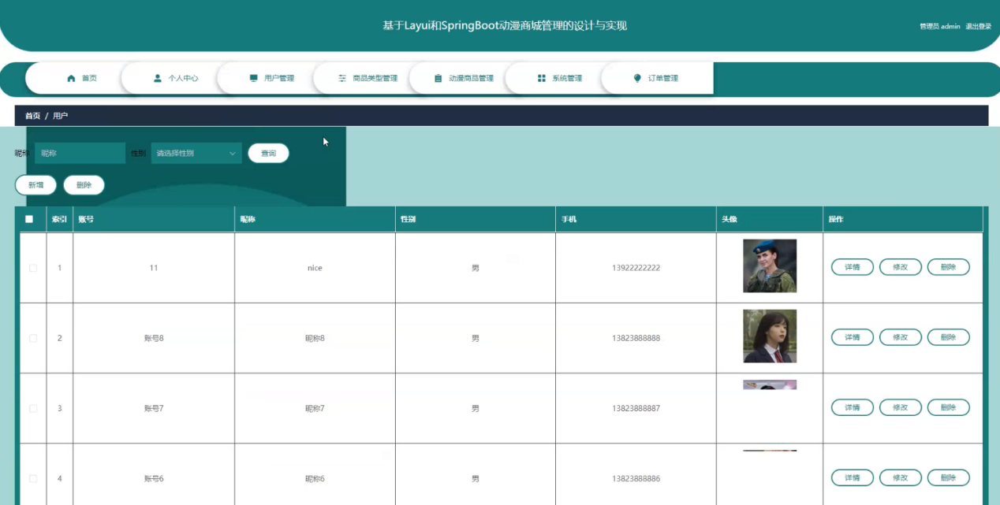 基于Layui和SpringBoot动漫商城管理的设计与实现
管理员 admin 退出登录
首页 个人中心 用户管理 商品类型管理 动漫商品管理 系统管理 订单管理
首页 / 用户
昵称 昵称 性别 请选择性别 查询
新增 删除
索引 账号 昵称 性别 手机 头像 操作
1 11 nice 男 13922222222 详情 修改 删除
2 账号8 昵称8 男 13823888888 详情 修改 删除
3 账号7 昵称7 男 13823888887 详情 修改 删除
4 账号6 昵称6 男 13823888886 详情 修改 删除